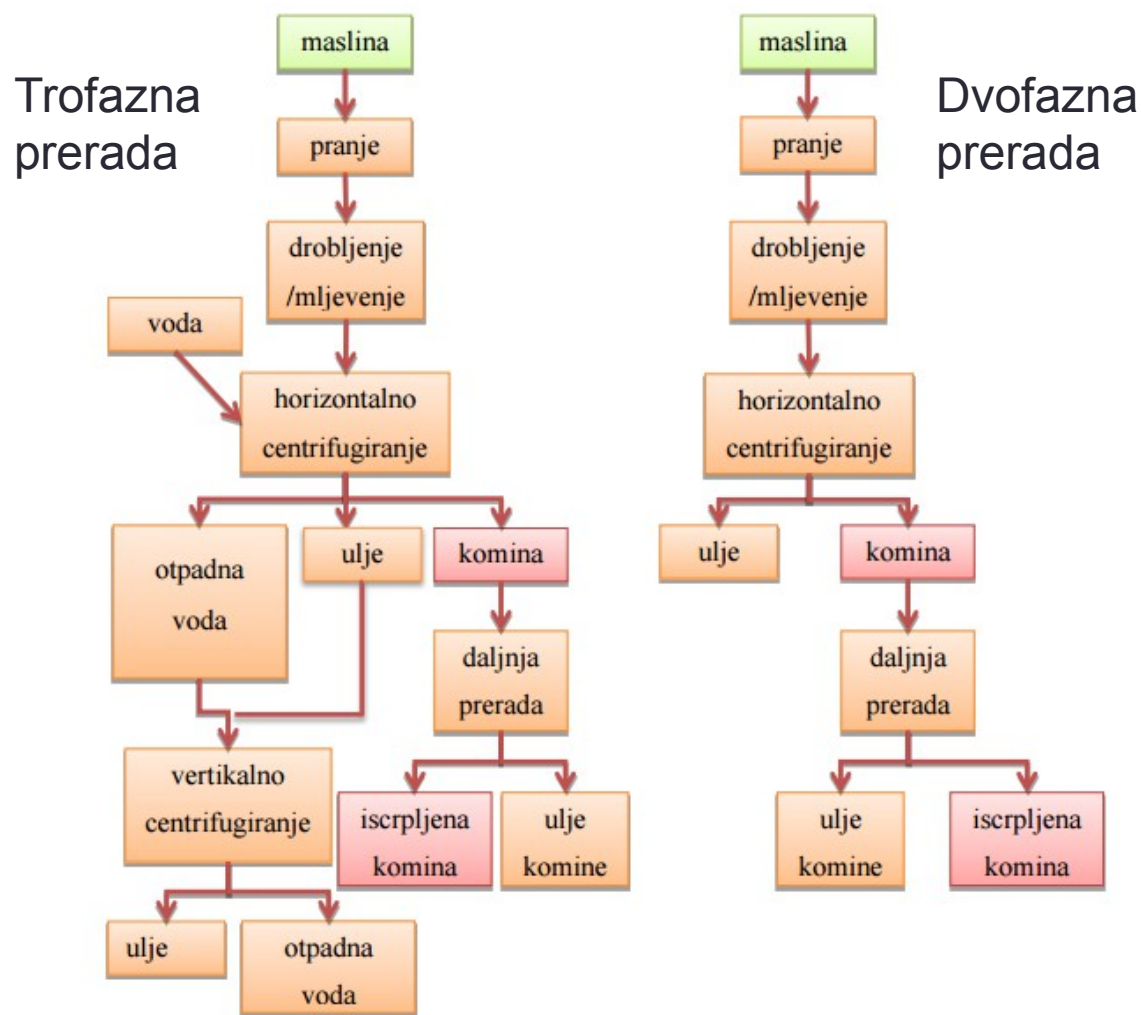 Trofazna
prerada
maslina
pranje
drobljenje
/mljevenje
voda
horizontalno
centrifugiranje
otpadna
voda
ulje
komina
daljnja
prerada
vertikalno
centrifugiranje
iscrpljena
komina
ulje
komine
ulje
otpadna
voda
Dvofazna
prerada
maslina
pranje
drobljenje
/mljevenje
horizontalno
centrifugiranje
ulje
komina
daljnja
prerada
ulje
komine
iscrpljena
komina